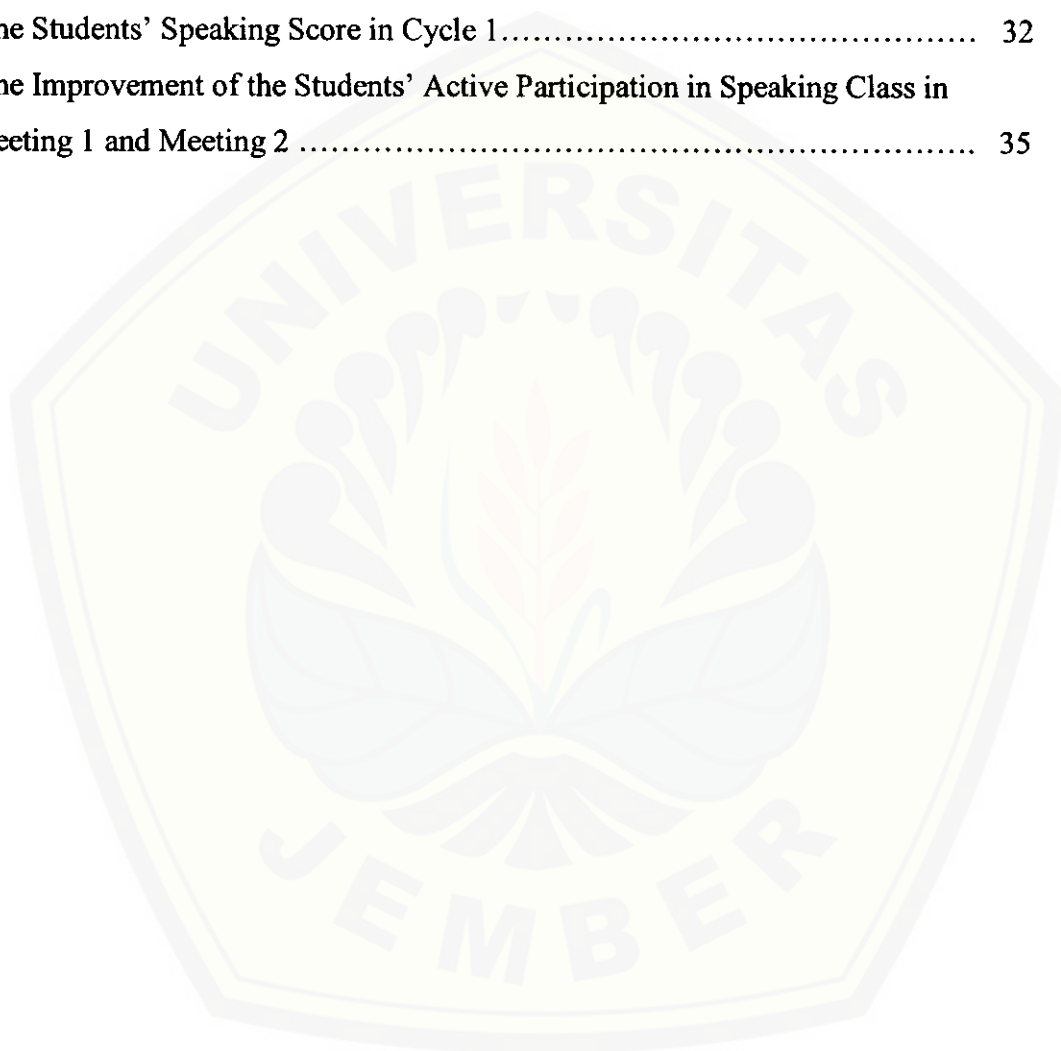 he Students’ Speaking Score in Cycle 1............................................. 32
he Improvement of the Students’ Active Participation in Speaking Class in
eeting 1 and Meeting 2 ................................................................. 35
UNIVERSITAS
JEMBER